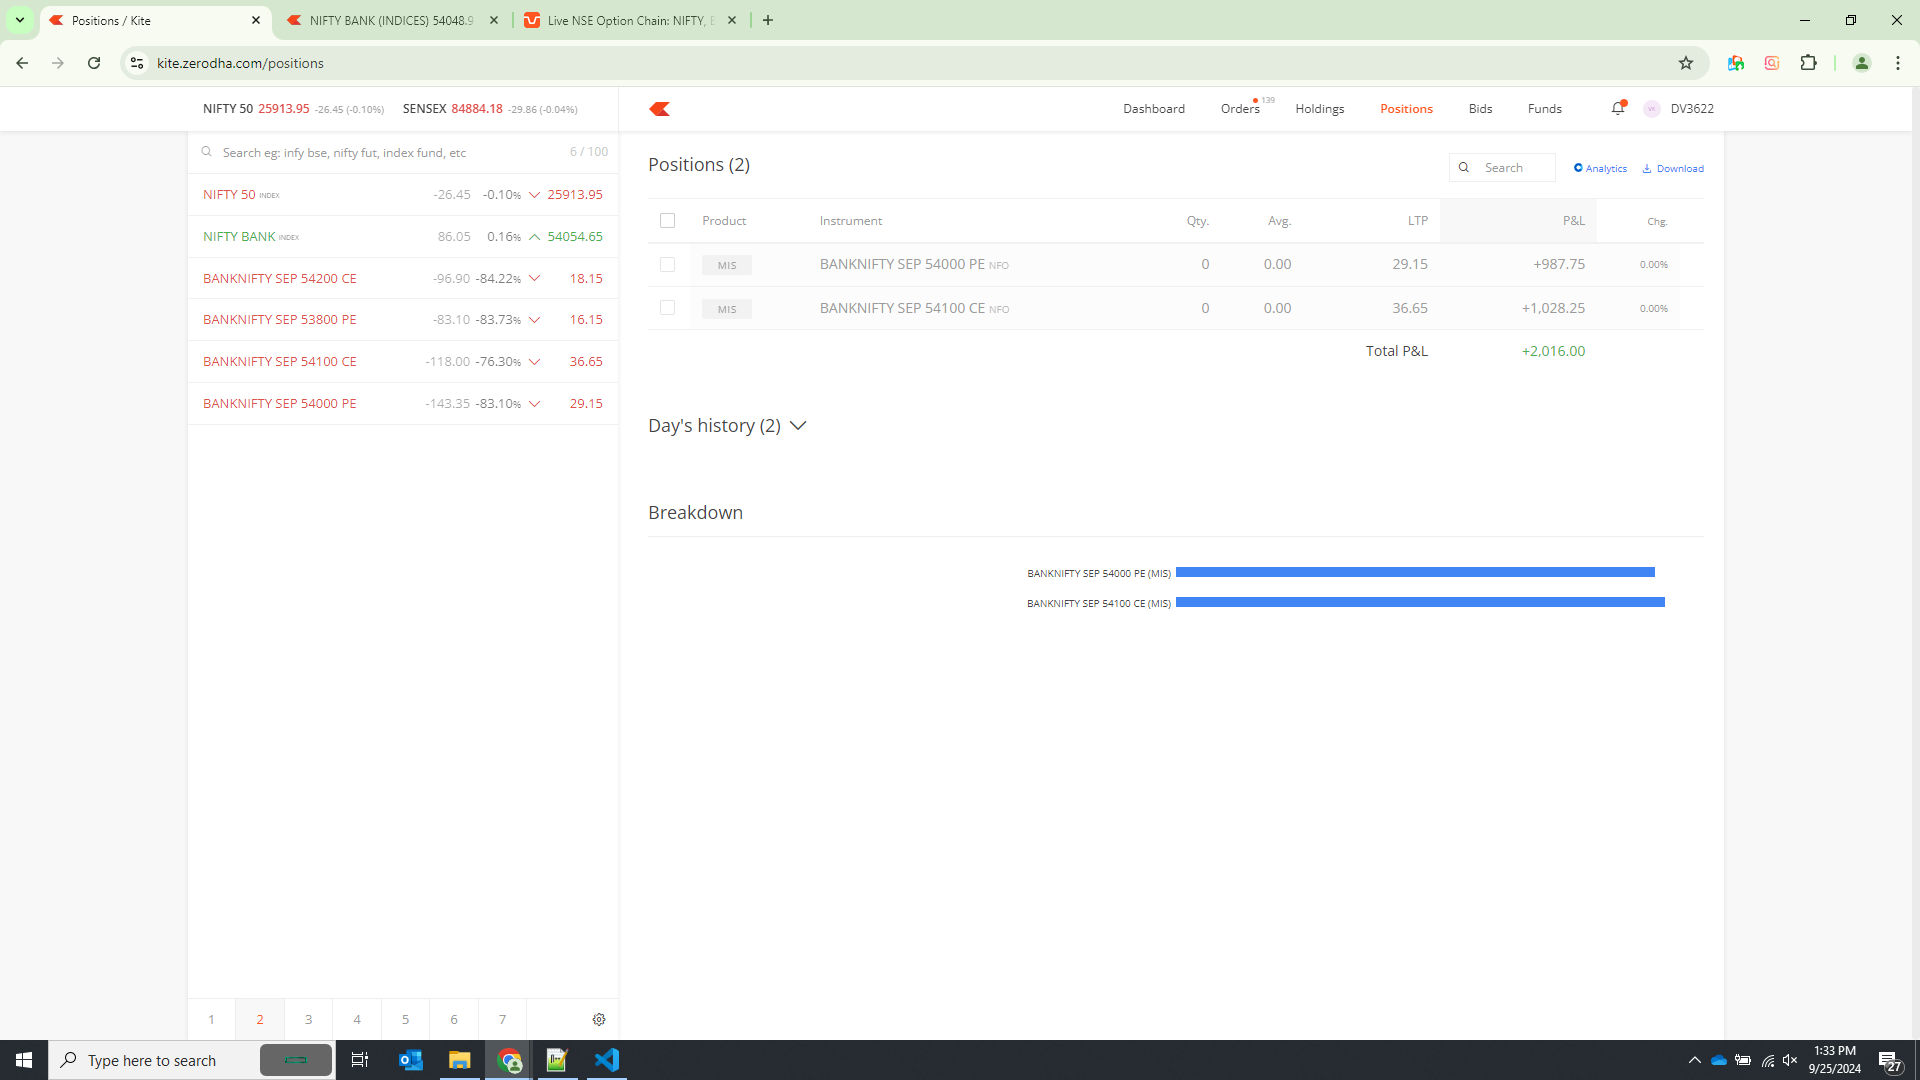 Positions / Kite
NIFTY BANK (INDICES) 54048.9
Live NSE Option Chain: NIFTY, B
kite.zerodha.com/positions
NIFTY 50 25913.95 -26.45 (-0.10%) SENSEX 84884.18 -29.86 (-0.04%)
Dashboard Orders 139 Holdings Positions Bids Funds DV3622
Search eg: infy bse, nifty fut, index fund, etc 6 / 100
NIFTY 50 INDEX -26.45 -0.10% 25913.95
NIFTY BANK INDEX 86.05 0.16% 54054.65
BANKNIFTY SEP 54200 CE -96.90 -84.22% 18.15
BANKNIFTY SEP 53800 PE -83.10 -83.73% 16.15
BANKNIFTY SEP 54100 CE -118.00 -76.30% 36.65
BANKNIFTY SEP 54000 PE -143.35 -83.10% 29.15
1 2 3 4 5 6 7
Positions (2)
Search Analytics Download
Product Instrument Qty. Avg. LTP P&L Chg.
MIS BANKNIFTY SEP 54000 PE NFO 0 0.00 29.15 +987.75 0.00%
MIS BANKNIFTY SEP 54100 CE NFO 0 0.00 36.65 +1,028.25 0.00%
Total P&L +2,016.00
Day's history (2)
Breakdown
BANKNIFTY SEP 54000 PE (MIS)
BANKNIFTY SEP 54100 CE (MIS)
Type here to search
1:33 PM
9/25/2024
27